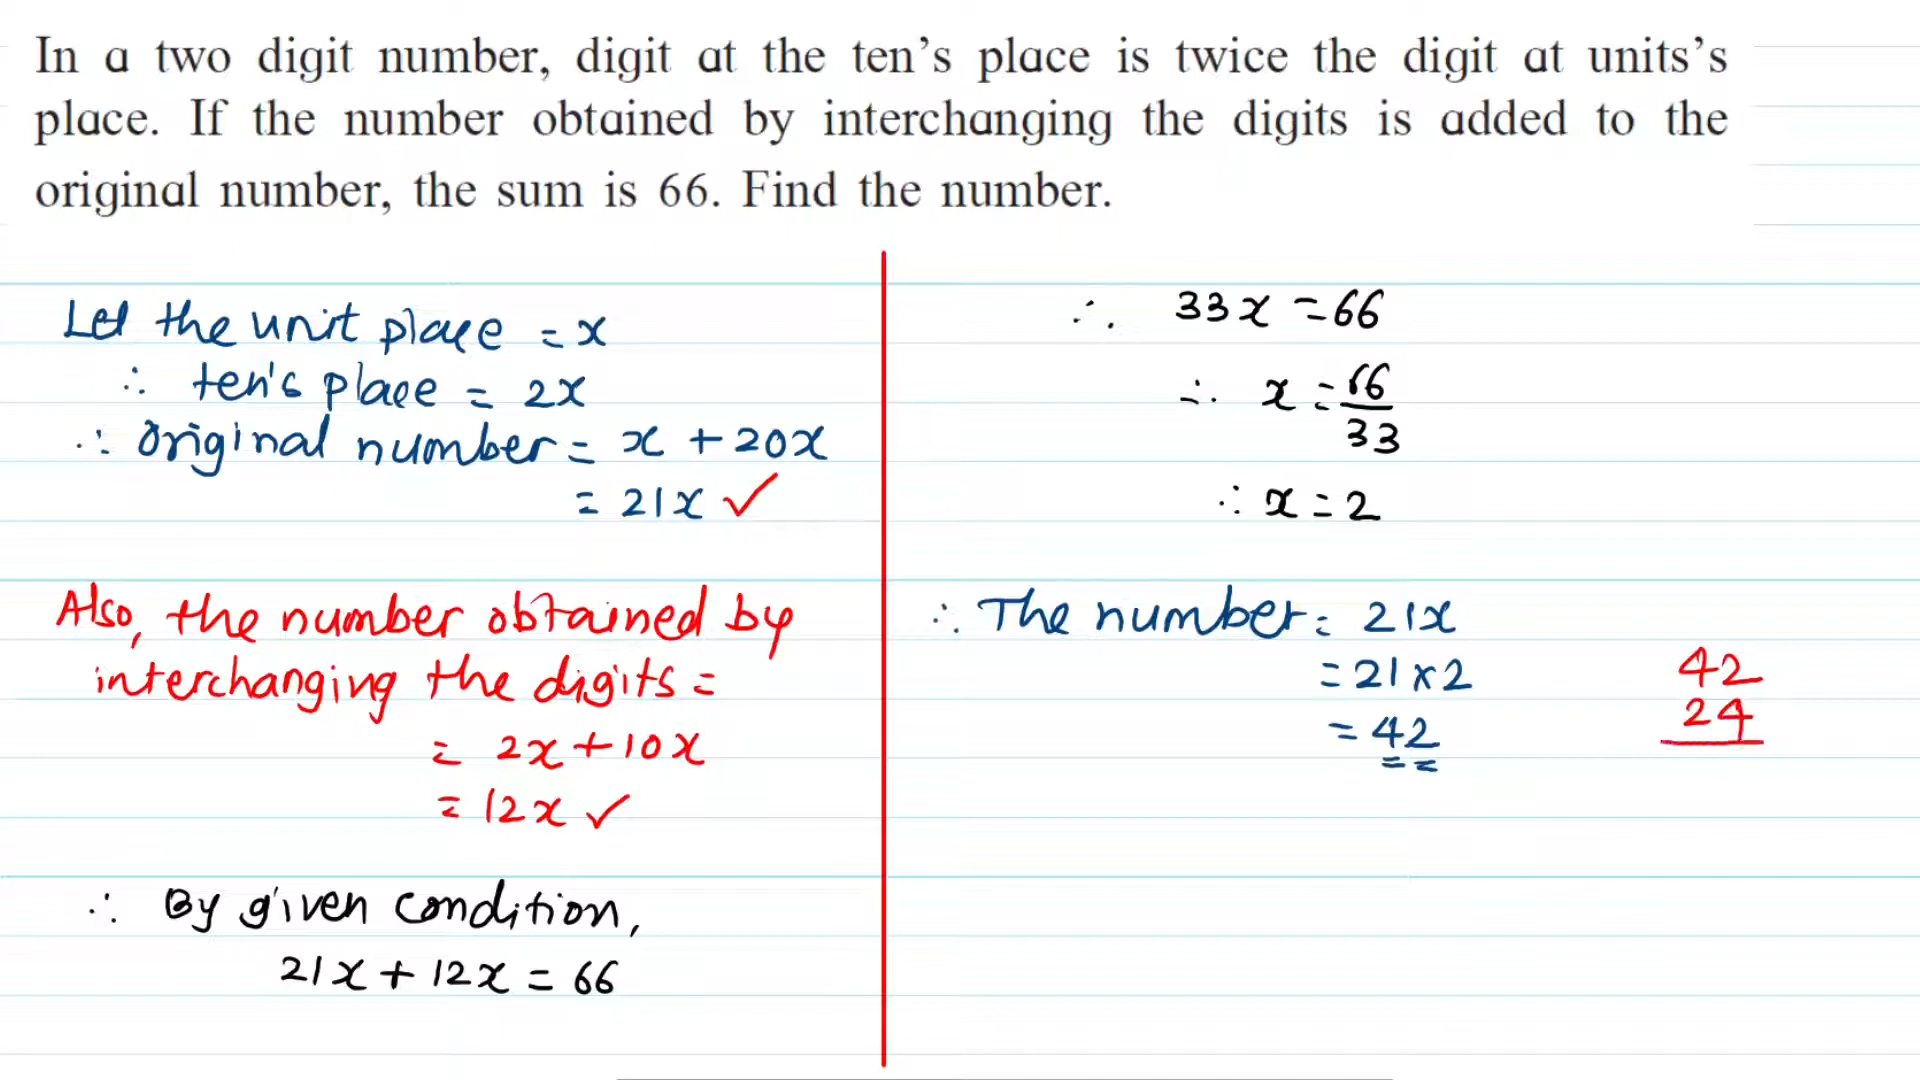 In a two digit number, digit at the ten’s place is twice the digit at units’s
place. If the number obtained by interchanging the digits is added to the
original number, the sum is 66. Find the number.
Let the unit place = x
∴ ten's place = 2x
∴ original number = x + 20x
= 21x ✓
Also, the number obtained by
interchanging the digits =
= 2x + 10x
= 12x ✓
∴ By given condition,
21x + 12x = 66
∴ 33x = 66
∴ x = 66/33
∴ x = 2
∴ The number = 21x
= 21 × 2
= 42
42
24